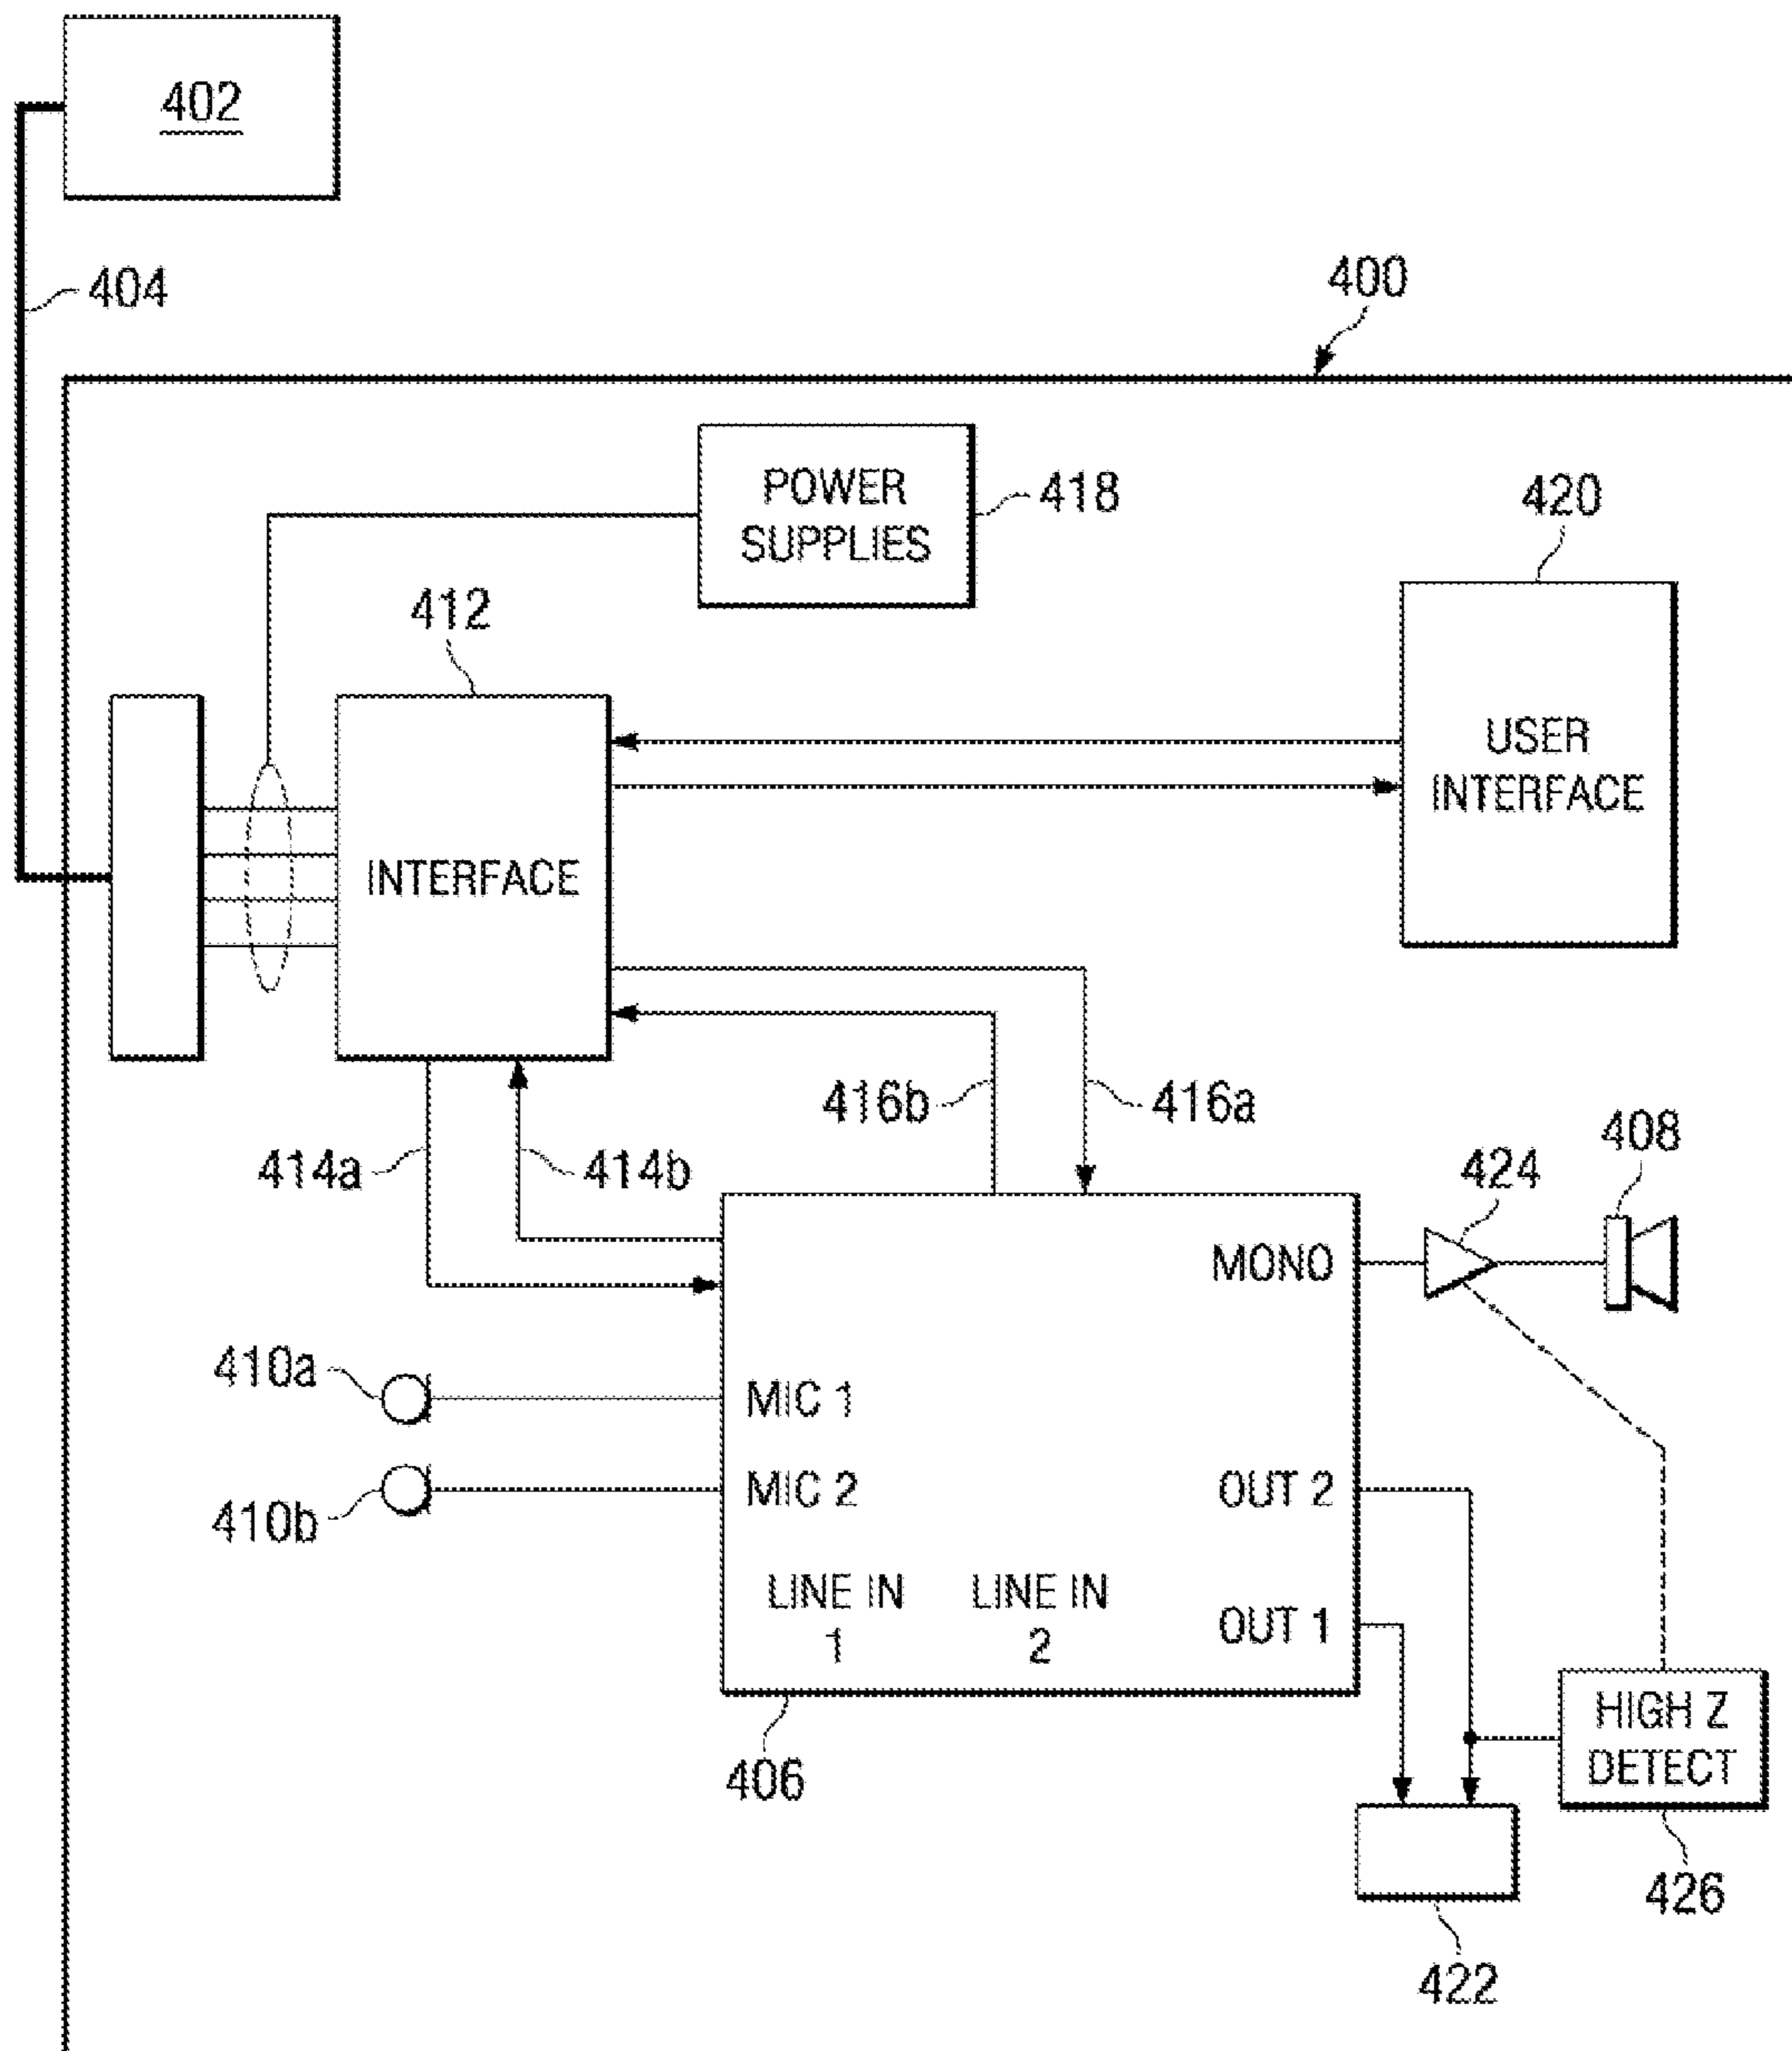 402
404
400
POWER
SUPPLIES
418
420
412
USER
INTERFACE
INTERFACE
416b
416a
408
414a
414b
424
MONO
410a
MIC 1
410b
MIC 2
OUT 2
LINE IN
1
LINE IN
2
OUT 1
406
HIGH Z
DETECT
426
422